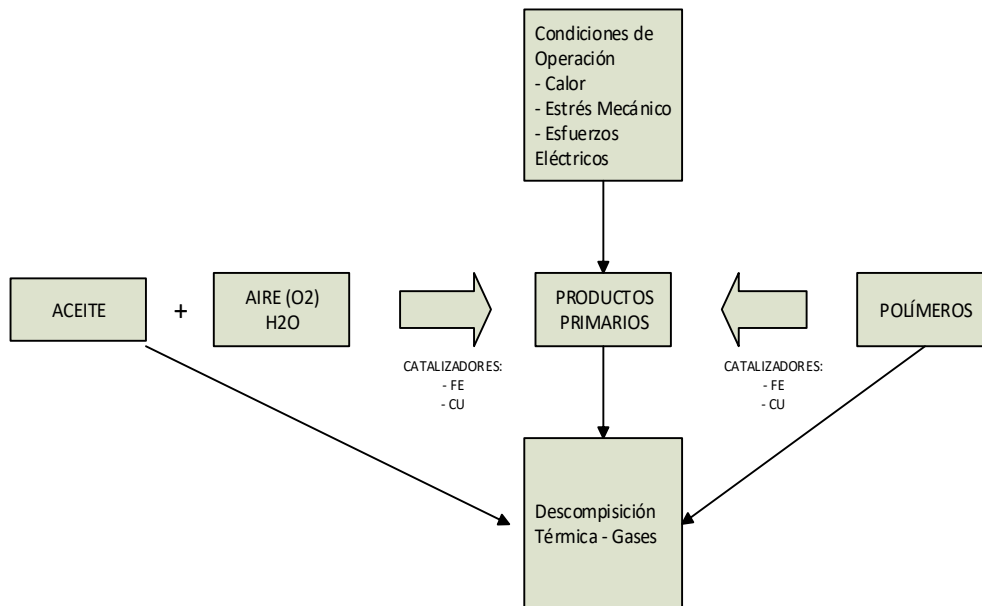 Condiciones de
Operación
- Calor
- Estrés Mecánico
- Esfuerzos
Eléctricos
ACEITE
+
AIRE (O2)
H2O
PRODUCTOS
PRIMARIOS
POLÍMEROS
CATALIZADORES:
- FE
- CU
CATALIZADORES:
- FE
- CU
Descompisición
Térmica - Gases